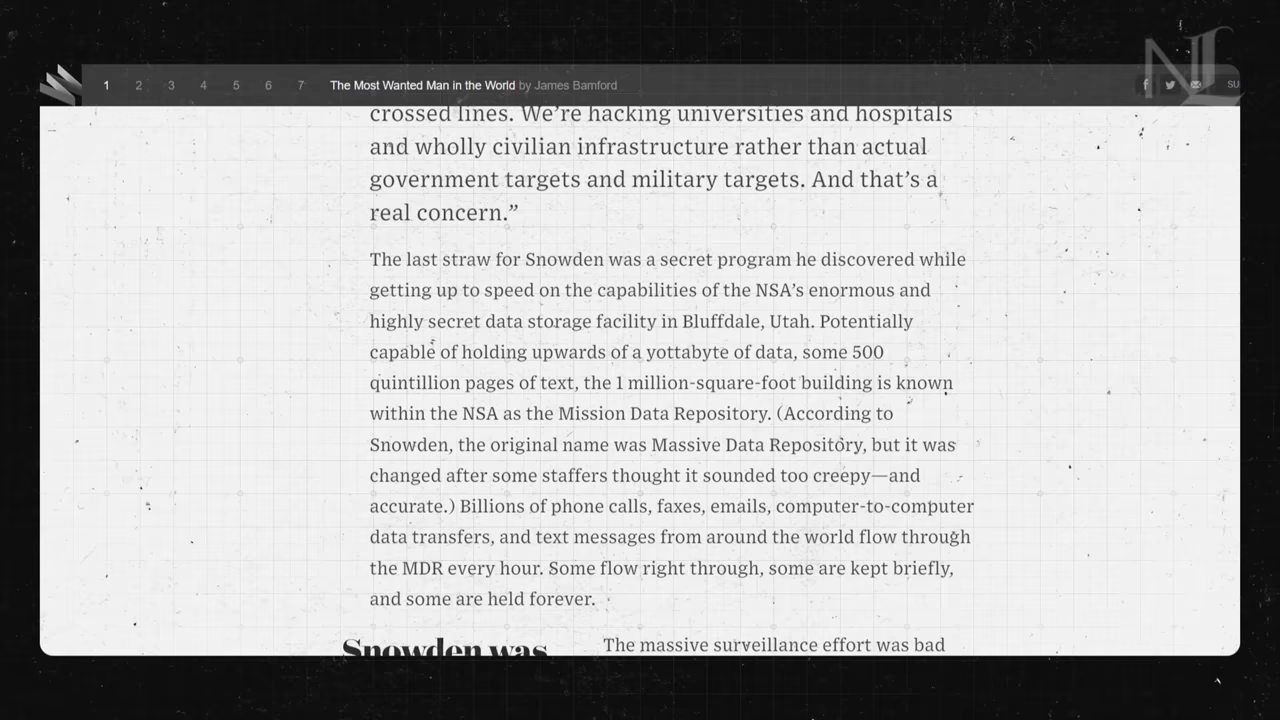 NL
1 2 3 4 5 6 7 The Most Wanted Man in the World by James Bamford f SU
crossed lines. We're hacking universities and hospitals
and wholly civilian infrastructure rather than actual
government targets and military targets. And that's a
real concern.”
The last straw for Snowden was a secret program he discovered while
getting up to speed on the capabilities of the NSA's enormous and
highly secret data storage facility in Bluffdale, Utah. Potentially
capable of holding upwards of a yottabyte of data, some 500
quintillion pages of text, the 1 million-square-foot building is known
within the NSA as the Mission Data Repository. (According to
Snowden, the original name was Massive Data Repository, but it was
changed after some staffers thought it sounded too creepy—and
accurate.) Billions of phone calls, faxes, emails, computer-to-computer
data transfers, and text messages from around the world flow through
the MDR every hour. Some flow right through, some are kept briefly,
and some are held forever.
Snowden was
The massive surveillance effort was bad